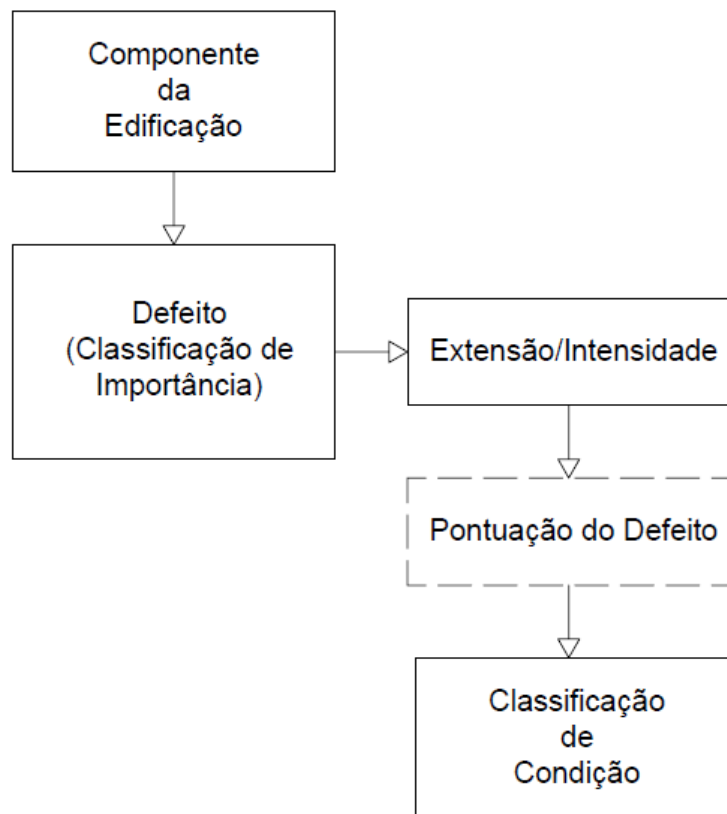 Componente
da
Edificação
Defeito
(Classificação de
Importância)
Extensão/Intensidade
Pontuação do Defeito
Classificação
de
Condição